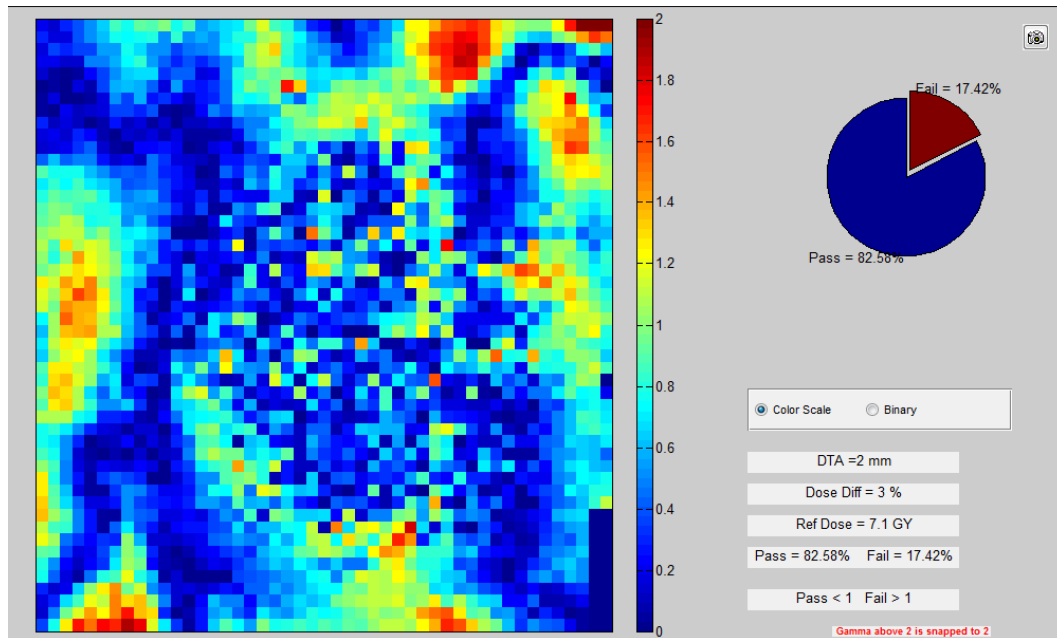 2
1.8
1.6
1.4
1.2
1
0.8
0.6
0.4
0.2
0
Fail = 17.42%
Pass = 82.58%
Color Scale Binary
DTA =2 mm
Dose Diff = 3 %
Ref Dose = 7.1 GY
Pass = 82.58% Fail = 17.42%
Pass < 1 Fail > 1
Gamma above 2 is snapped to 2